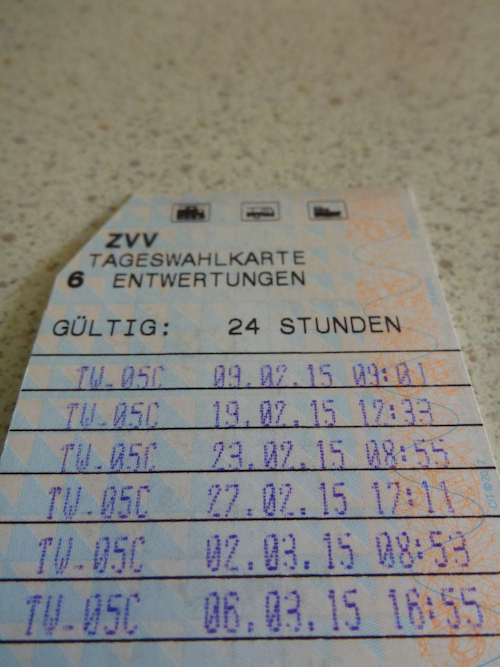 ZVV
TAGESWAHLKARTE
6 ENTWERTUNGEN
GÜLTIG: 24 STUNDEN
TW-05C 09.02.15 09:01
TW-05C 19.02.15 12:33
TW-05C 23.02.15 08:55
TW-05C 27.02.15 17:11
TW-05C 02.03.15 08:53
TW-05C 06.03.15 16:55